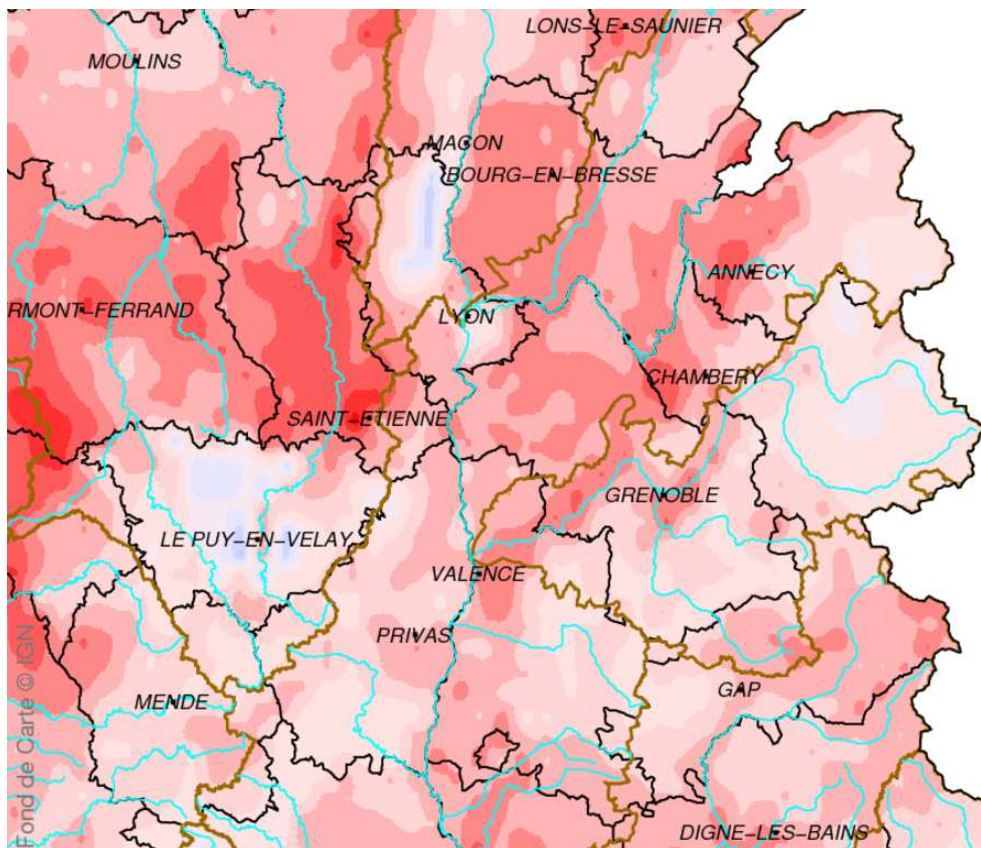 LONS-LE-SAUNIER
MOULINS
MACON
BOURG-EN-BRESSE
ANNECY
RMONT-FERRAND
LYON
CHAMBERY
SAINT-ETIENNE
GRENOBLE
LE PUY-EN-VELAY
VALENCE
PRIVAS
GAP
MENDE
DIGNE-LES-BAINS
Fond de Carte © IGN